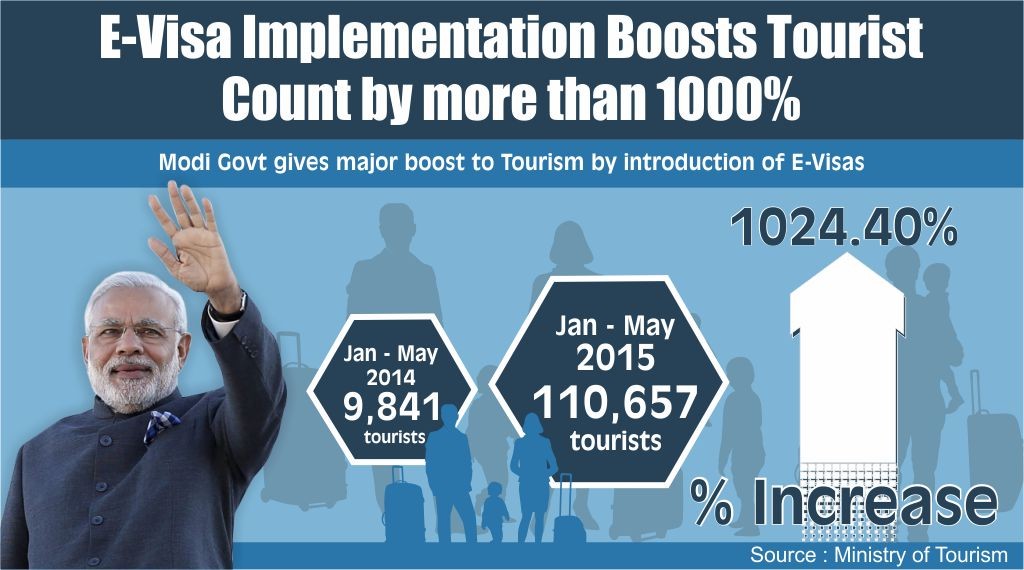 E-Visa Implementation Boosts Tourist
Count by more than 1000%
Modi Govt gives major boost to Tourism by introduction of E-Visas
1024.40%
Jan - May
2014
9,841
tourists
Jan - May
2015
110,657
tourists
% Increase
Source : Ministry of Tourism